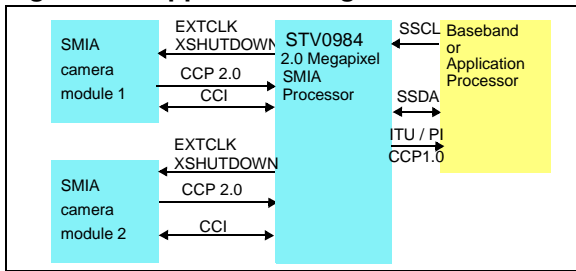 EXTCLK
XSHUTDOWN
SMIA
camera
module 1
CCP 2.0
CCI
STV0984
2.0 Megapixel
SMIA
Processor
SSCL
Baseband
or
Application
Processor
SSDA
ITU / PI
CCP1.0
EXTCLK
XSHUTDOWN
SMIA
camera
module 2
CCP 2.0
CCI